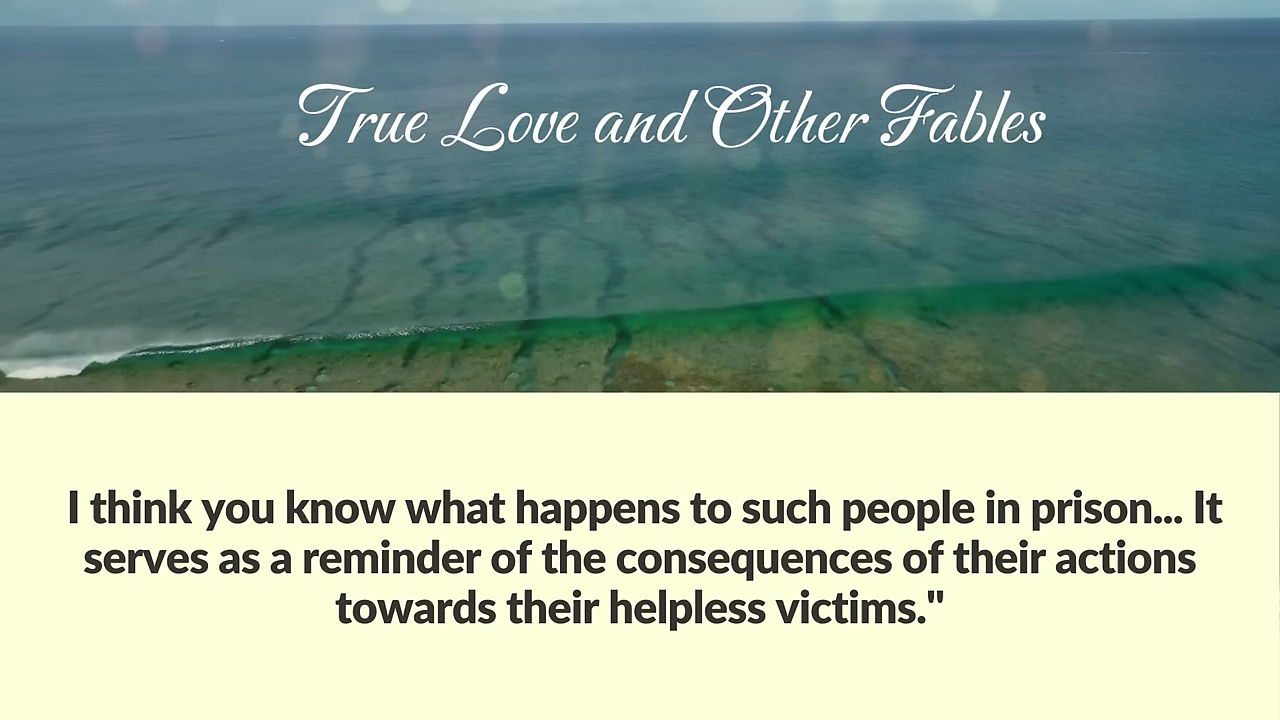 True Love and Other Fables
I think you know what happens to such people in prison... It
serves as a reminder of the consequences of their actions
towards their helpless victims."